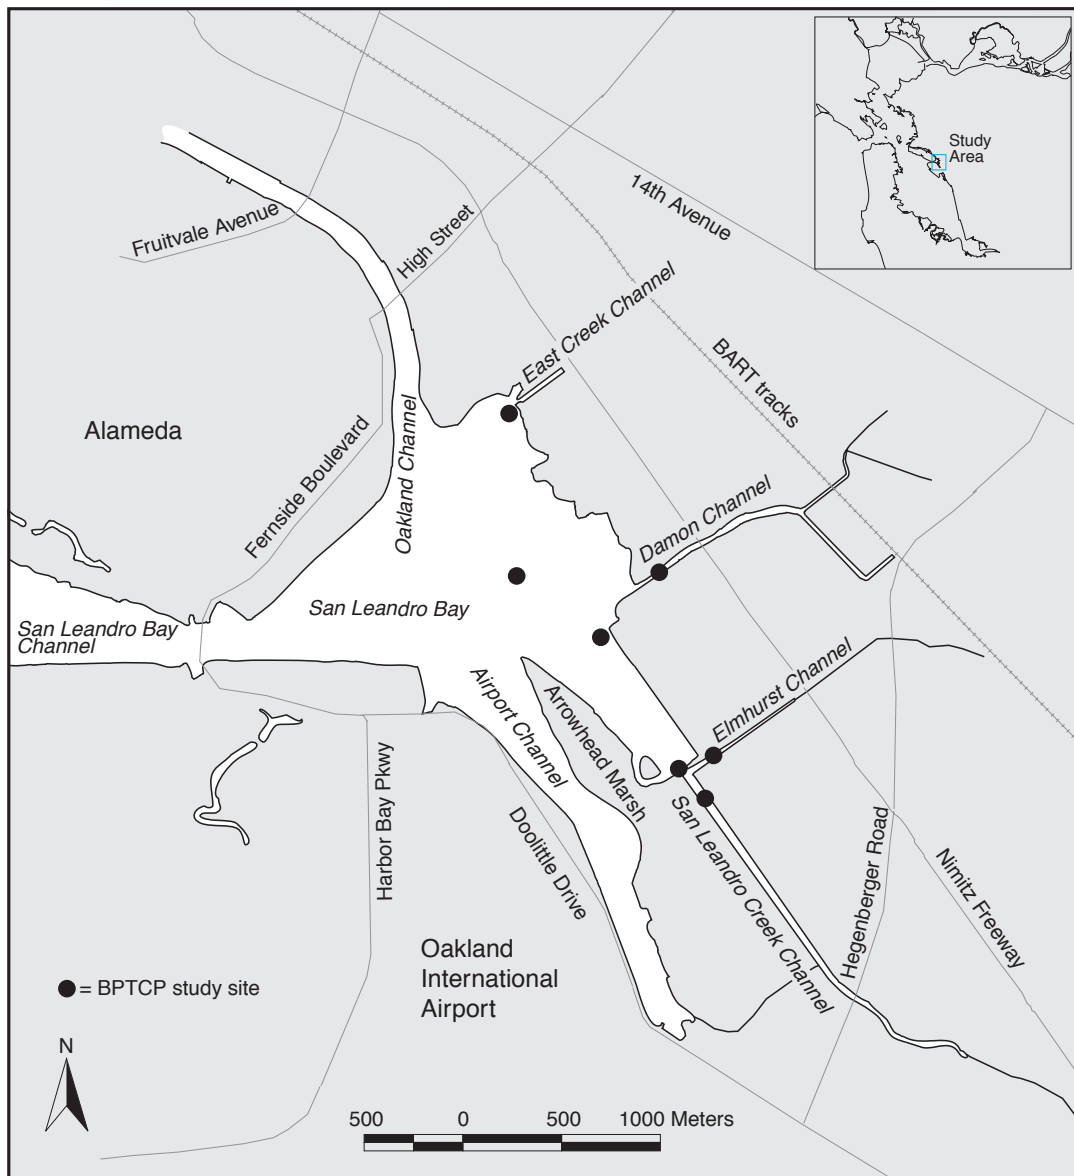 Study
Area
14th Avenue
Fruitvale Avenue
High Street
East Creek Channel
BART tracks
Alameda
Oakland Channel
Fernside Boulevard
Damon Channel
San Leandro Bay
San Leandro Bay
Channel
Elmhurst Channel
Airport Channel
Arrowhead Marsh
Harbor Bay Pkwy
Doolittle Drive
San Leandro Creek Channel
Hegenberger Road
Nimitz Freeway
Oakland
International
Airport
= BPTCP study site
N
500 0 500 1000 Meters